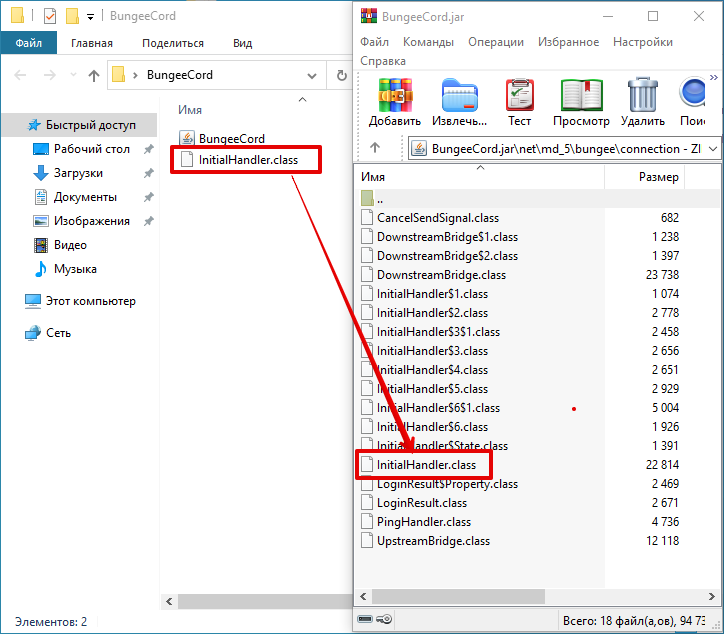 BungeeCord
Файл
Главная
Поделиться
Вид
BungeeCord
Имя
Быстрый доступ
Рабочий стол
Загрузки
Документы
Изображения
Видео
Музыка
Этот компьютер
Сеть
BungeeCord
InitialHandler.class
Элементов: 2
BungeeCord.jar
Файл Команды Операции Избранное Настройки
Справка
Добавить Извлечь... Тест Просмотр Удалить Поис
BungeeCord.jar\net\md_5\bungee\connection - ZI
Имя Размер
..
CancelSendSignal.class 682
DownstreamBridge$1.class 1 238
DownstreamBridge$2.class 1 397
DownstreamBridge.class 23 738
InitialHandler$1.class 1 074
InitialHandler$2.class 2 778
InitialHandler$3$1.class 2 458
InitialHandler$3.class 2 656
InitialHandler$4.class 2 651
InitialHandler$5.class 2 929
InitialHandler$6$1.class 5 004
InitialHandler$6.class 1 926
InitialHandler$State.class 1 391
InitialHandler.class 22 814
LoginResult$Property.class 2 469
LoginResult.class 2 671
PingHandler.class 4 736
UpstreamBridge.class 12 118
Всего: 18 файл(а,ов), 94 73